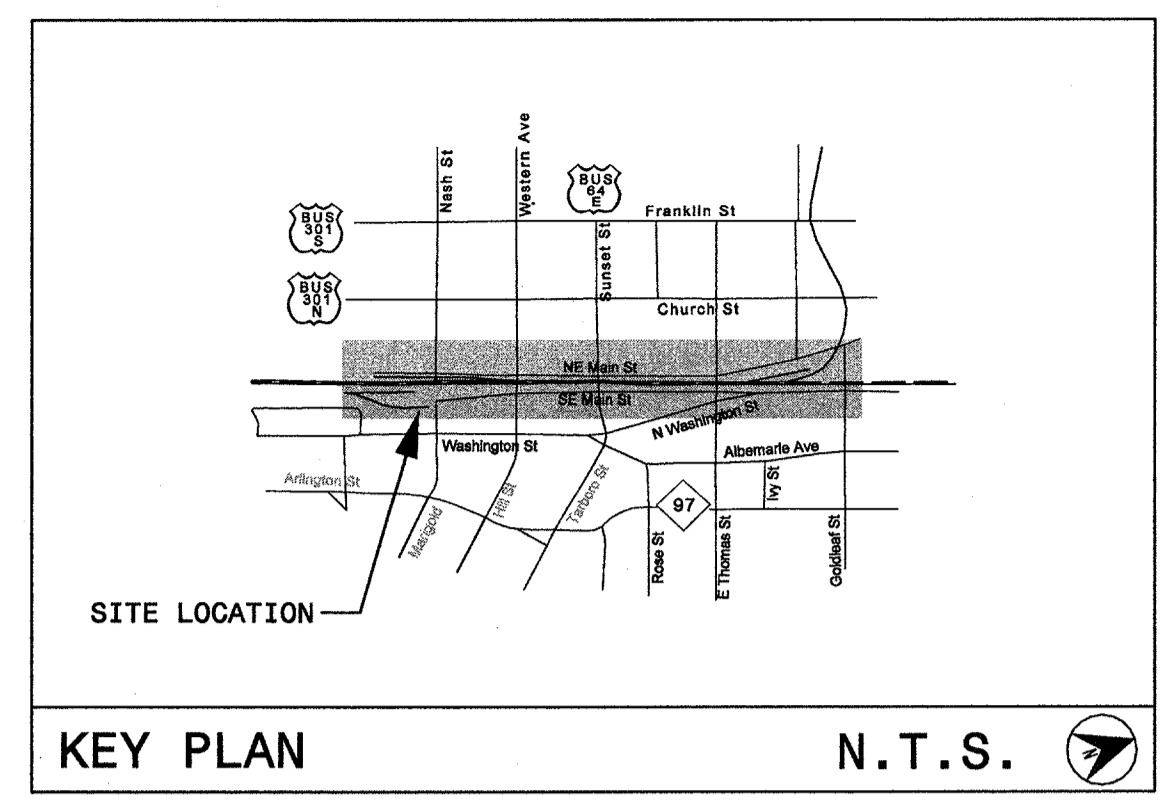 Nash St
Western Ave
BUS
64
E
BUS
301
S
Franklin St
Sunset St
BUS
301
N
Church St
NE Main St
SE Main St
N Washington St
Washington St
Albemarle Ave
Arlington St
Marigold
Hill St
Tarboro St
97
Ivy St
Rose St
E Thomas St
Goldleaf St
SITE LOCATION
KEY PLAN
N.T.S.
N